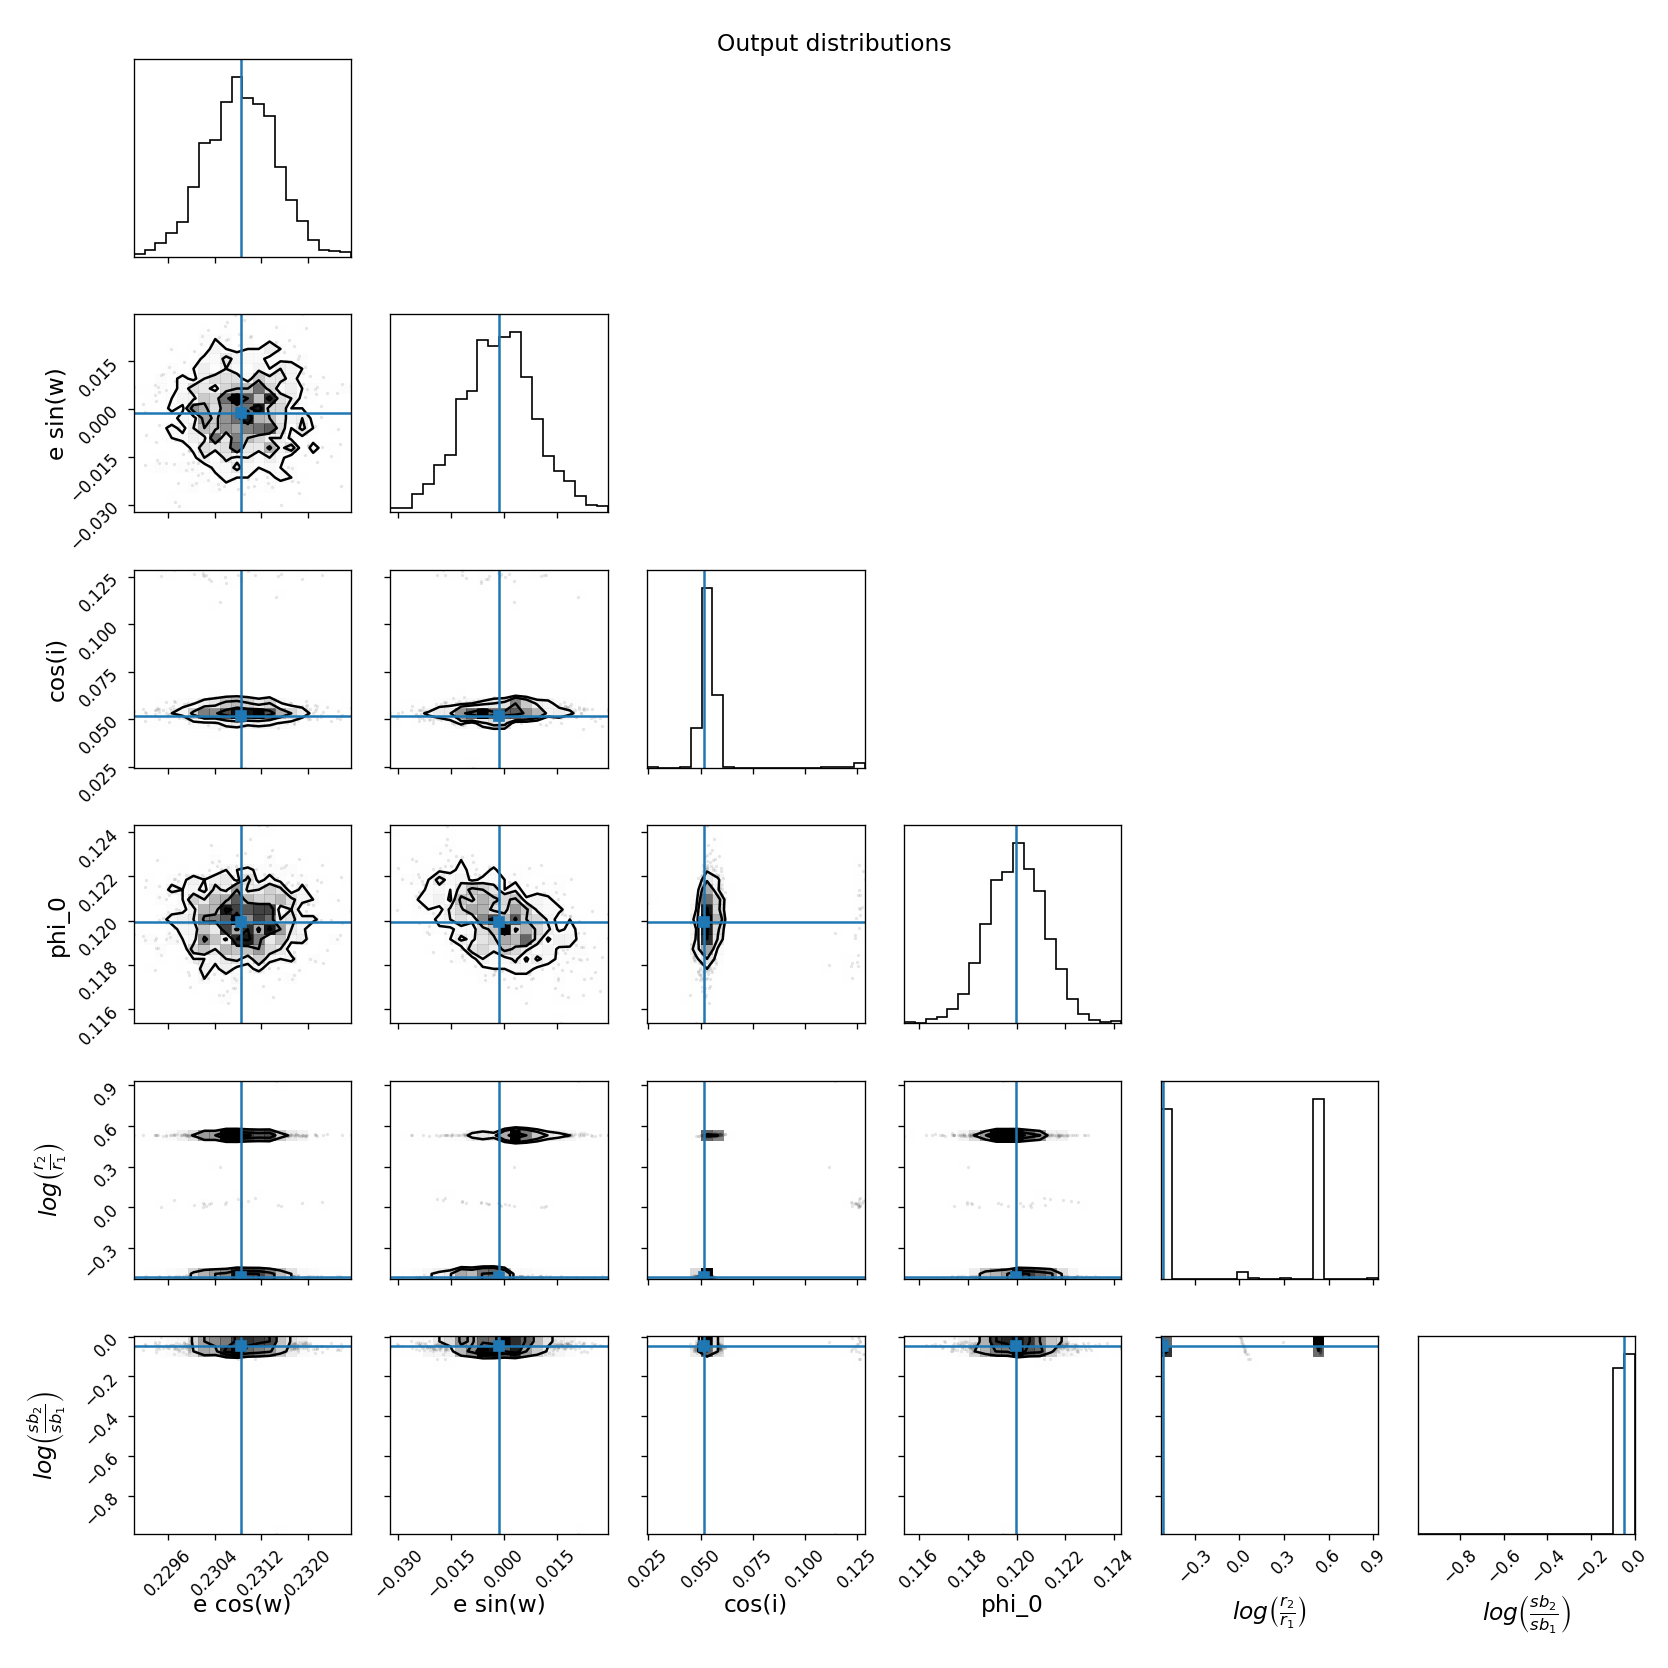 Output distributions
e sin(w)
0.015
0.000
−0.015
−0.030
cos(i)
0.125
0.100
0.075
0.050
0.025
phi_0
0.124
0.122
0.120
0.118
0.116
log(r2/r1)
0.9
0.6
0.3
0.0
−0.3
log(sb2/sb1)
0.0
−0.2
−0.4
−0.6
−0.8
0.2296 0.2304 0.2312 0.2320
e cos(w)
−0.030 −0.015 0.000 0.015
e sin(w)
0.025 0.050 0.075 0.100 0.125
cos(i)
0.116 0.118 0.120 0.122 0.124
phi_0
−0.3 0.0 0.3 0.6 0.9
log(r2/r1)
−0.8 −0.6 −0.4 −0.2 0.0
log(sb2/sb1)